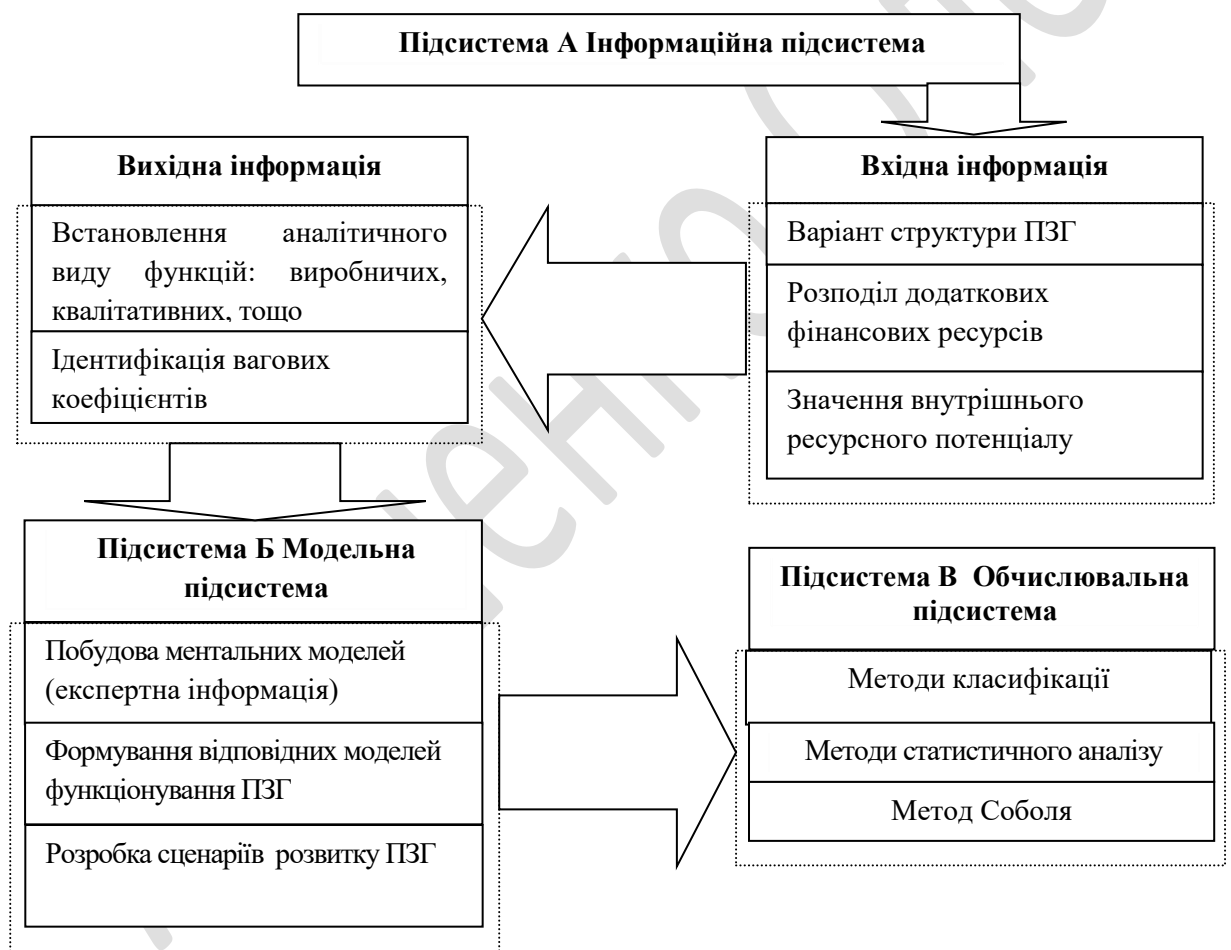 Підсистема А Інформаційна підсистема
Вихідна інформація
Встановлення аналітичного
виду функцій: виробничих,
квалітативних, тощо
Ідентифікація вагових
коефіцієнтів
Вхідна інформація
Варіант структури ПЗГ
Розподіл додаткових
фінансових ресурсів
Значення внутрішнього
ресурсного потенціалу
Підсистема Б Модельна
підсистема
Побудова ментальних моделей
(експертна інформація)
Формування відповідних моделей
функціонування ПЗГ
Розробка сценаріїв розвитку ПЗГ
Підсистема В Обчислювальна
підсистема
Методи класифікації
Методи статистичного аналізу
Метод Соболя